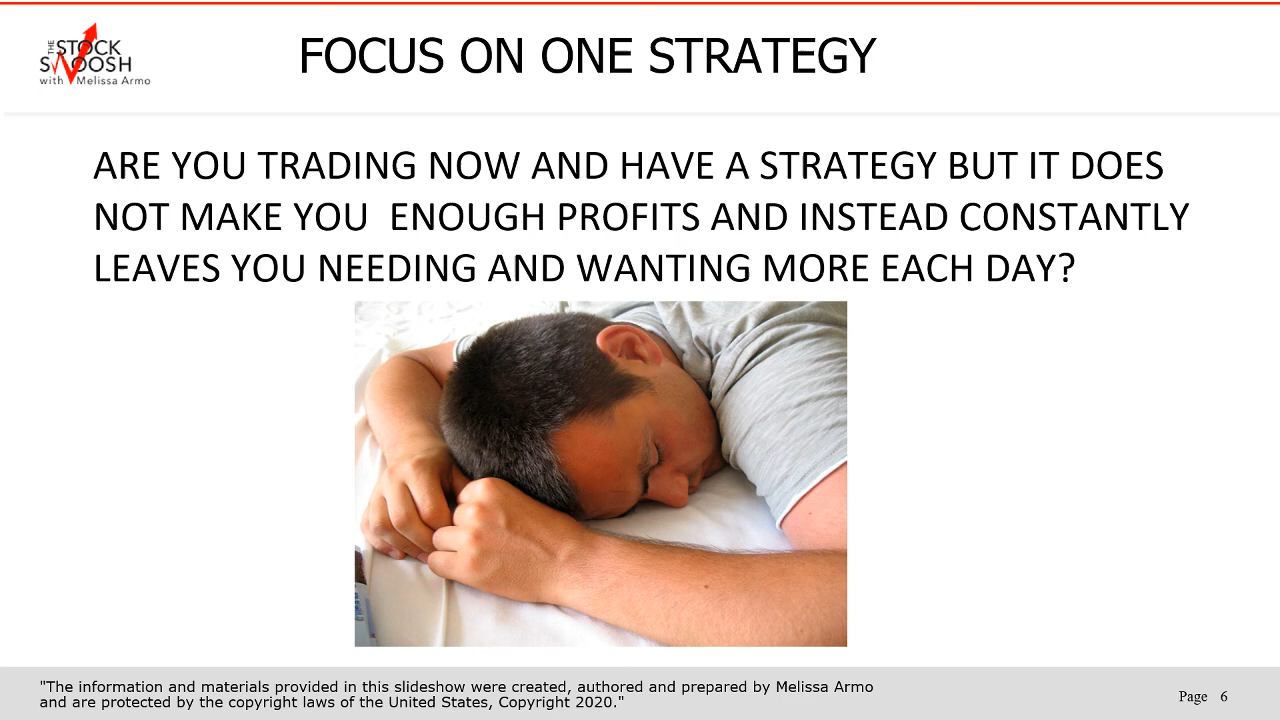 THE
STOCK
SWOOSH
with Melissa Armo
FOCUS ON ONE STRATEGY
ARE YOU TRADING NOW AND HAVE A STRATEGY BUT IT DOES
NOT MAKE YOU  ENOUGH PROFITS AND INSTEAD CONSTANTLY
LEAVES YOU NEEDING AND WANTING MORE EACH DAY?
"The information and materials provided in this slideshow were created, authored and prepared by Melissa Armo
and are protected by the copyright laws of the United States, Copyright 2020."
Page 6